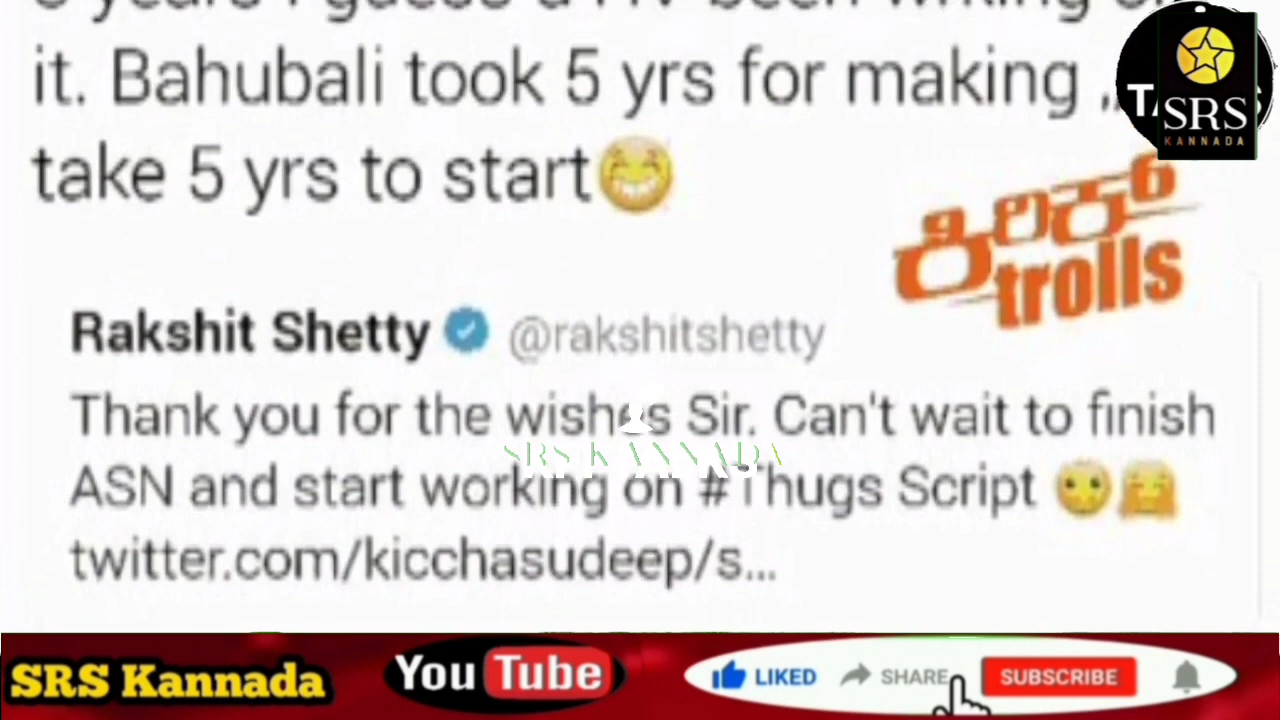 it. Bahubali took 5 yrs for making
take 5 yrs to start😁
SRS
KANNADA
ಕಿರಿಕ್
trolls
Rakshit Shetty @rakshitshetty
Thank you for the wishes Sir. Can't wait to finish
SRS KANNADA
ASN and start working on #Thugs Script
twitter.com/kicchasudeep/s...
SRS Kannada
YouTube
LIKED
SHARE
SUBSCRIBE